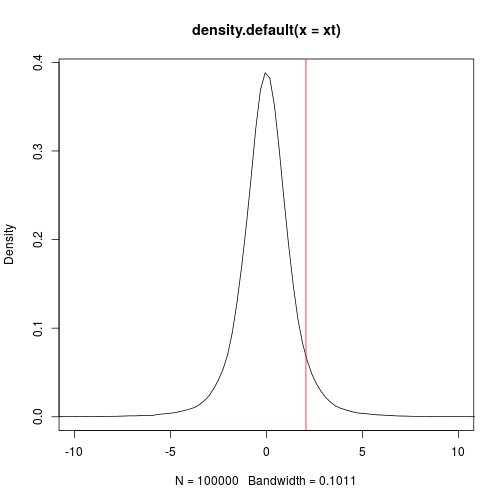 density.default(x = xt)
Density
0.4
0.3
0.2
0.1
0.0
-10 -5 0 5 10
N = 100000 Bandwidth = 0.1011